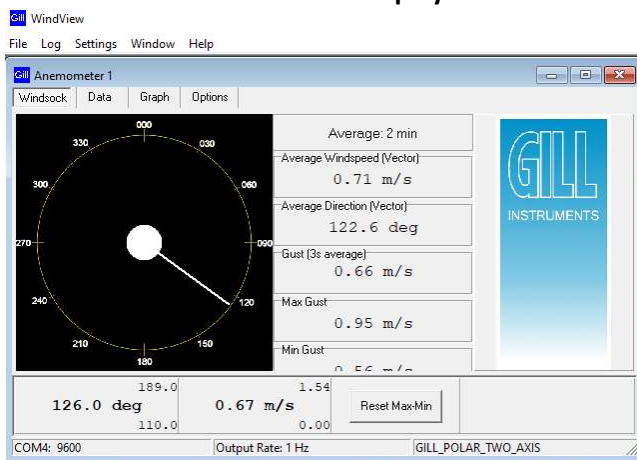 Gill WindView
File Log Settings Window Help
Gill Anemometer 1
Windsock Data Graph Options
000
030
060
090
120
150
180
210
240
270
300
330
Average: 2 min
Average Windspeed (Vector)
0.71 m/s
Average Direction (Vector)
122.6 deg
Gust (3s average)
0.66 m/s
Max Gust
0.95 m/s
Min Gust
GILL
INSTRUMENTS
189.0
126.0 deg
110.0
1.54
0.67 m/s
0.00
Reset Max-Min
COM4: 9600
Output Rate: 1 Hz
GILL_POLAR_TWO_AXIS